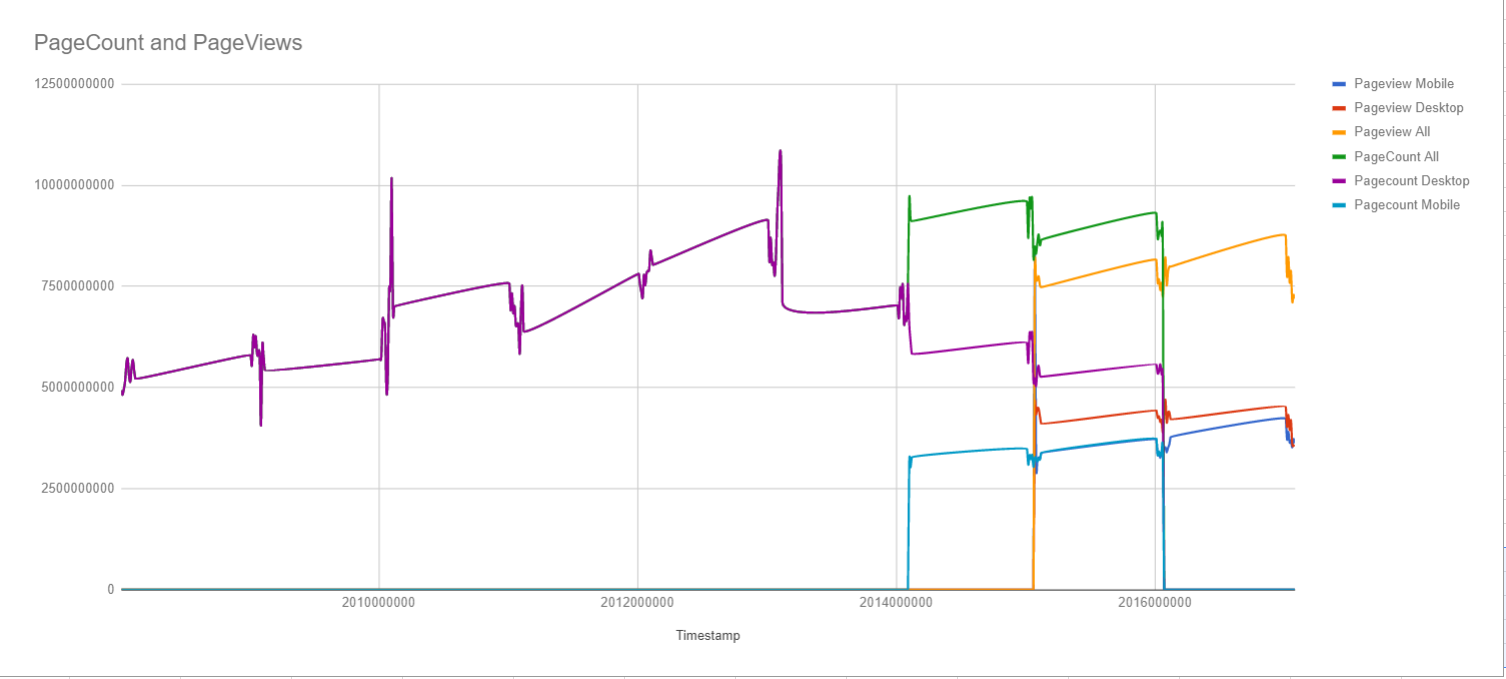 PageCount and PageViews
12500000000
10000000000
7500000000
5000000000
2500000000
0
2010000000
2012000000
2014000000
2016000000
Timestamp
Pageview Mobile
Pageview Desktop
Pageview All
PageCount All
Pagecount Desktop
Pagecount Mobile